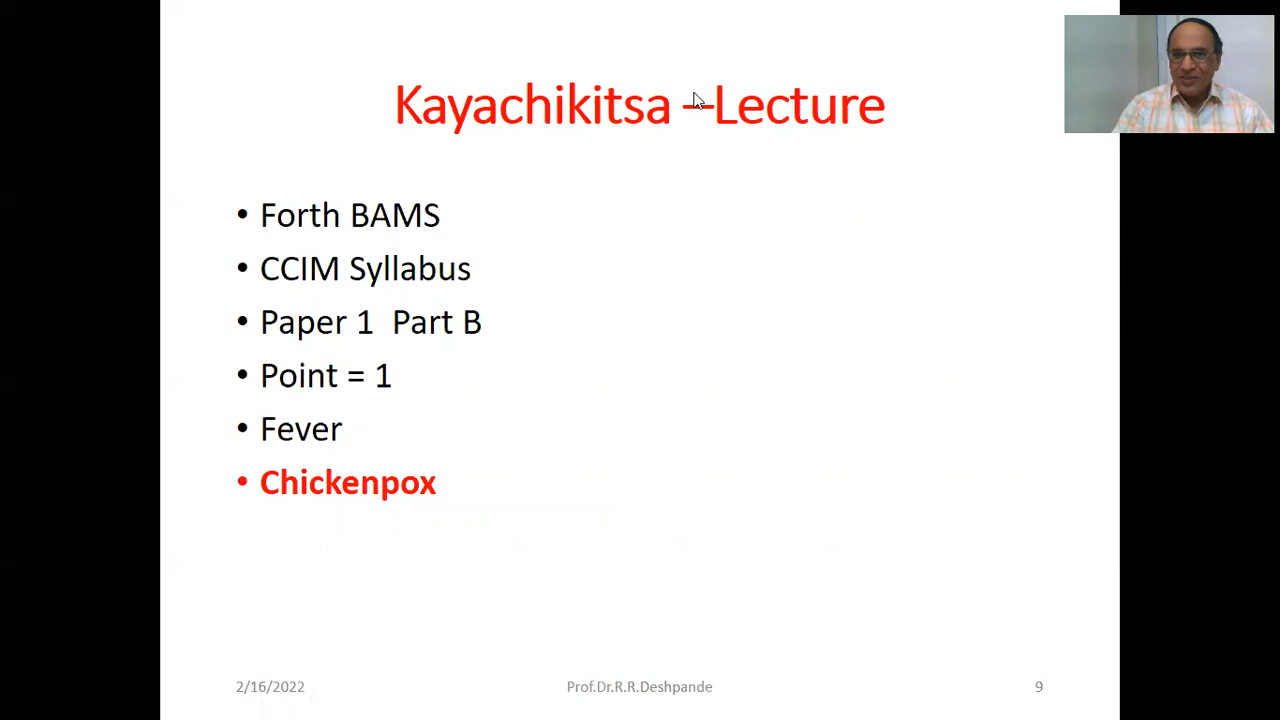 Kayachikitsa –Lecture
• Forth BAMS
• CCIM Syllabus
• Paper 1 Part B
• Point = 1
• Fever
• Chickenpox
2/16/2022
Prof.Dr.R.R.Deshpande
9